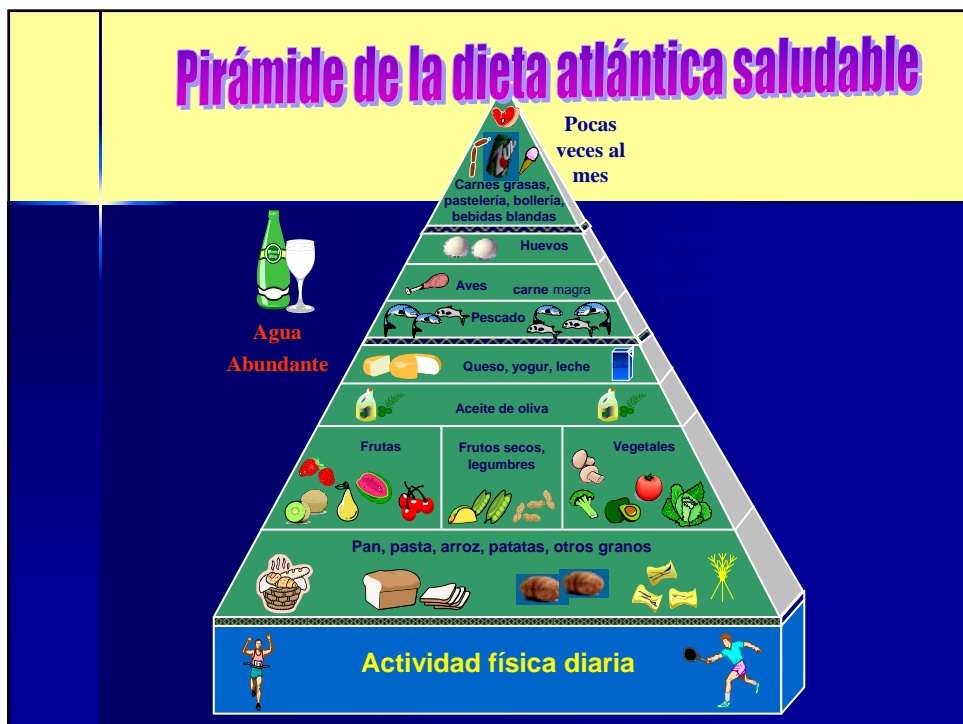 Pirámide de la dieta atlántica saludable
Pocas
veces al
mes
Carnes grasas,
pastelería, bollería,
bebidas blandas
Huevos
Aves carne magra
Pescado
Agua
Abundante
Queso, yogur, leche
Aceite de oliva
Frutas
Frutos secos,
legumbres
Vegetales
Pan, pasta, arroz, patatas, otros granos
Actividad física diaria